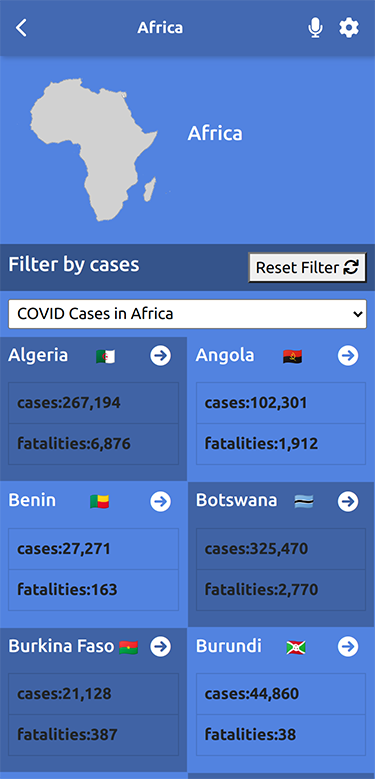 Africa
Africa
Filter by cases
Reset Filter
COVID Cases in Africa
Algeria
Angola
cases:267,194
cases:102,301
fatalities:6,876
fatalities:1,912
Benin
Botswana
cases:27,271
cases:325,470
fatalities:163
fatalities:2,770
Burkina Faso
Burundi
cases:21,128
cases:44,860
fatalities:387
fatalities:38